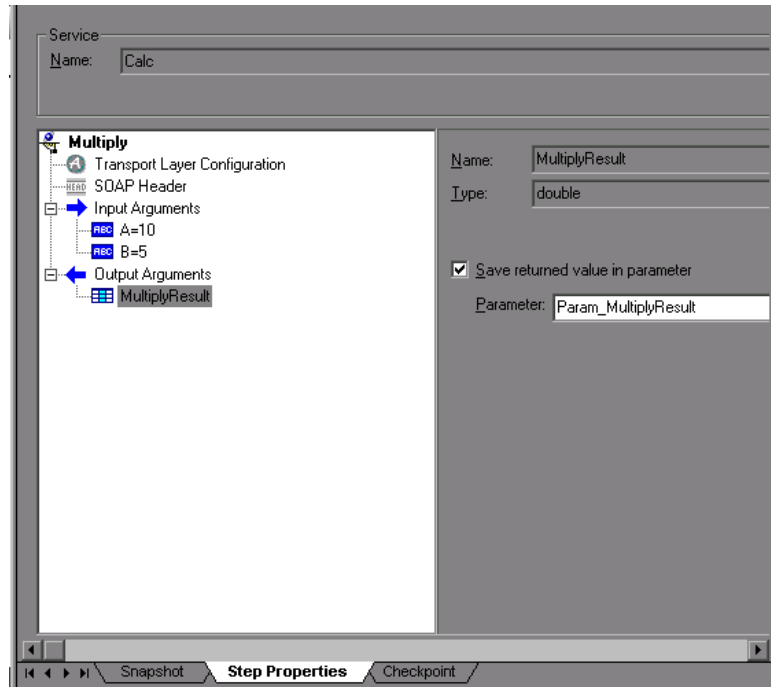 Service
Name: Calc
Multiply
Transport Layer Configuration
HEAD SOAP Header
Input Arguments
ABC A=10
ABC B=5
Output Arguments
MultiplyResult
Name: MultiplyResult
Type: double
Save returned value in parameter
Parameter: Param_MultiplyResult
Snapshot Step Properties Checkpoint